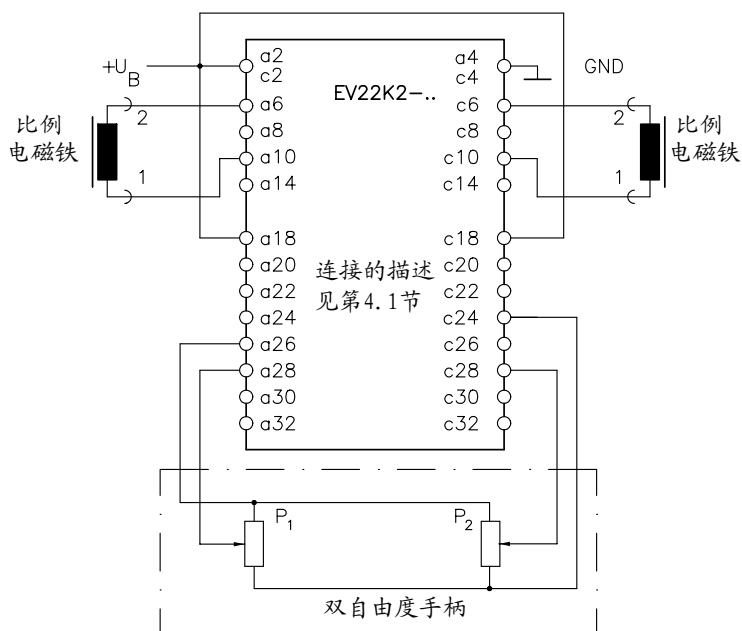 +U_B
GND
EV22K2-..
a2
c2
a4
c4
a6
c6
a8
c8
a10
c10
a14
c14
a18
c18
a20
c20
a22
c22
a24
c24
a26
c26
a28
c28
a30
c30
a32
c32
比例
电磁铁
2
1
比例
电磁铁
2
1
连接的描述
见第4.1节
P1
P2
双自由度手柄